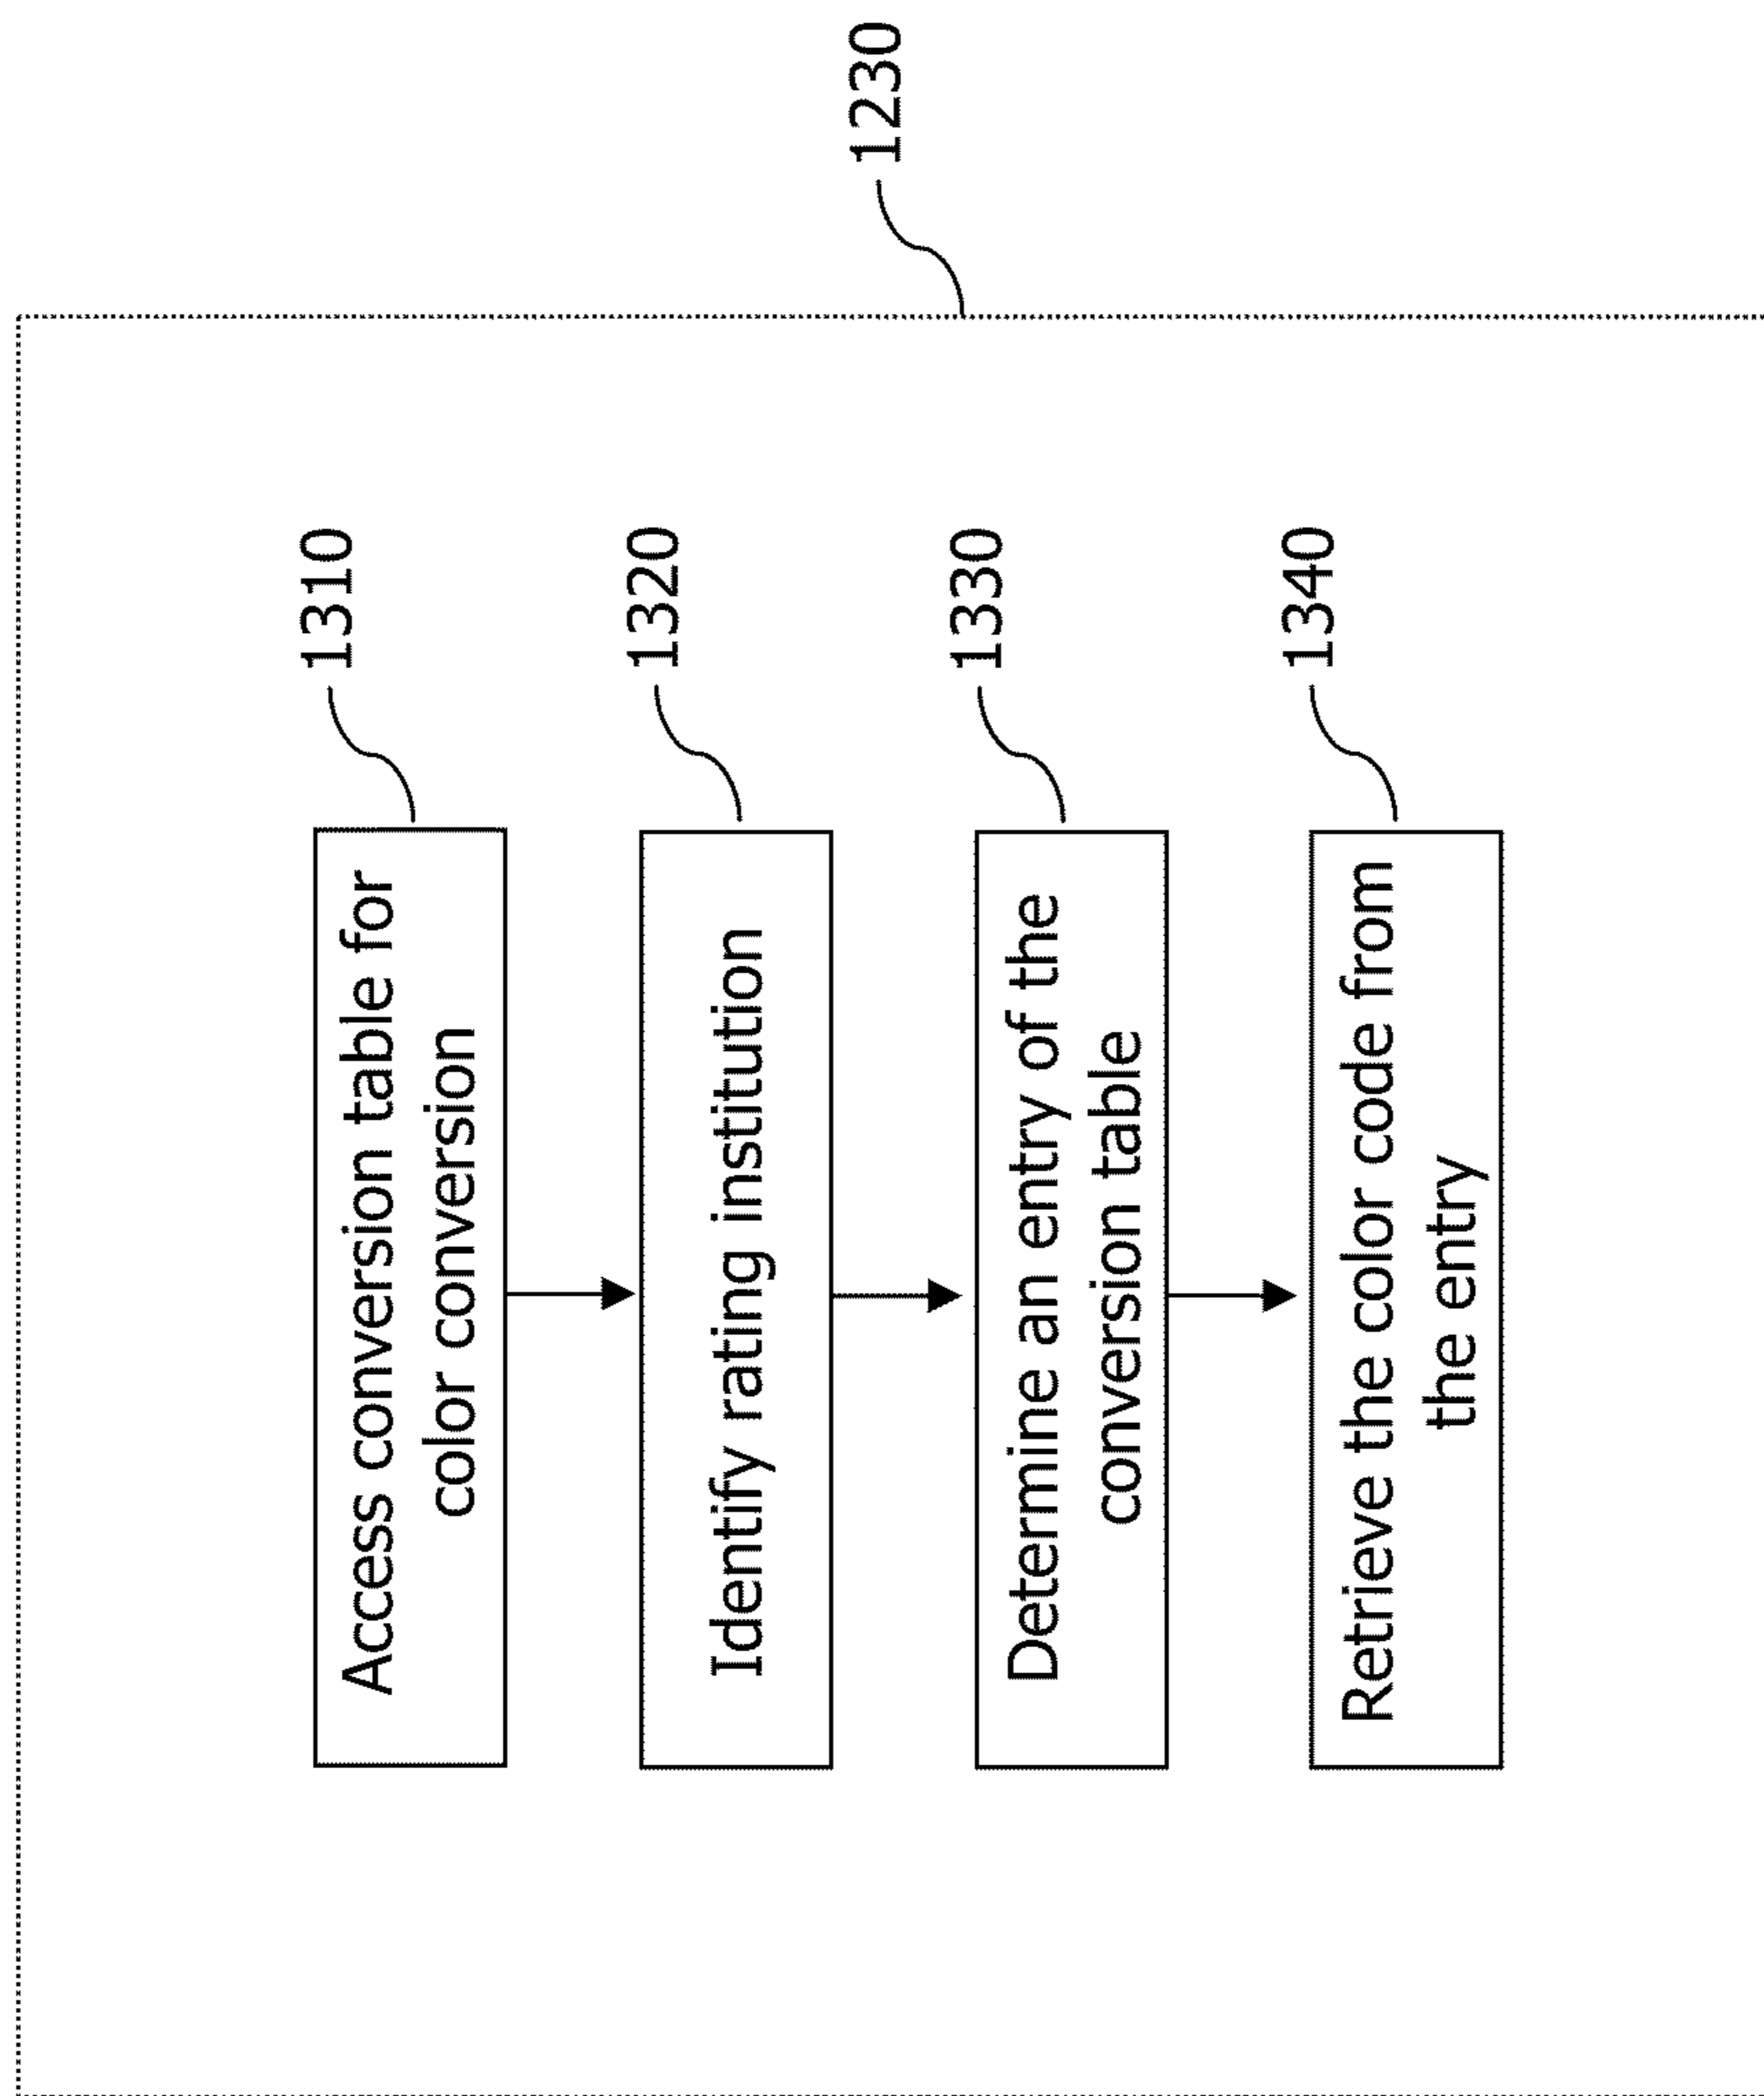 1230
1310
Access conversion table for
color conversion
1320
Identify rating institution
1330
Determine an entry of the
conversion table
1340
Retrieve the color code from
the entry